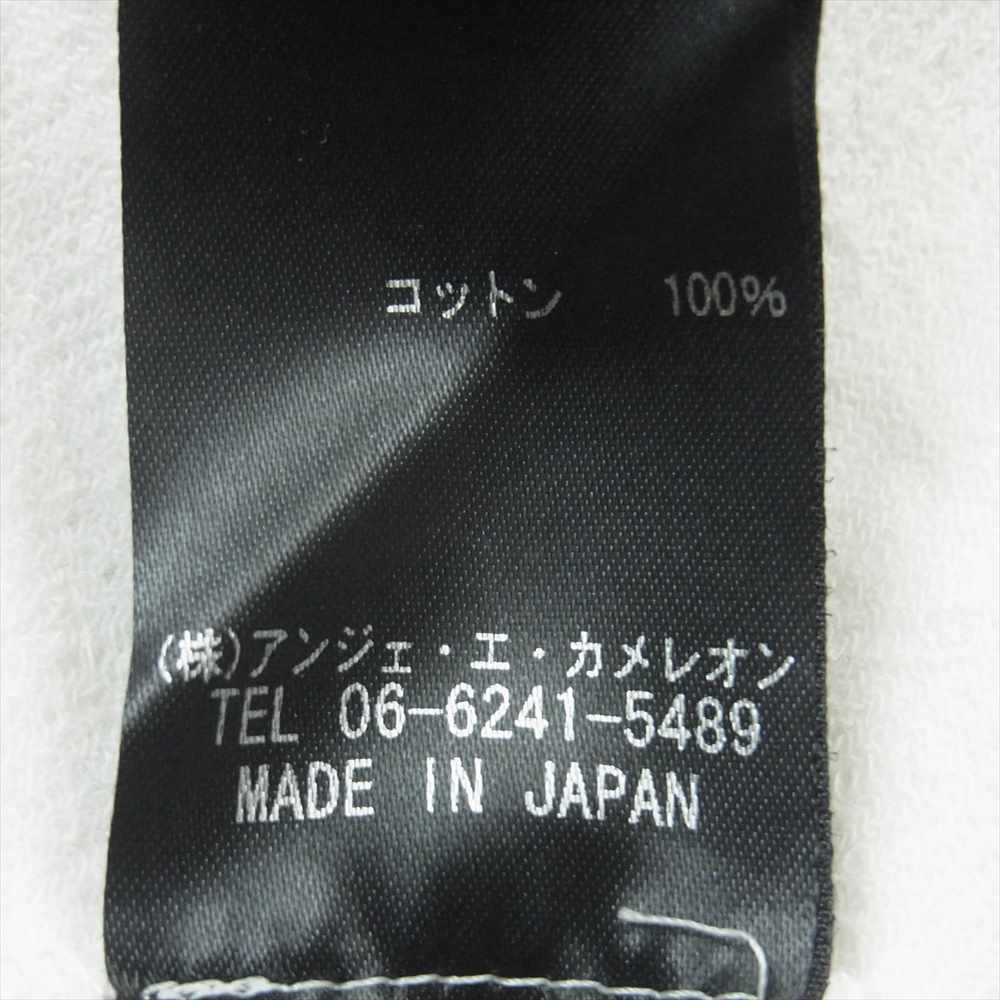 コットン 100%
(株)アンジェ・エ・カメレオン
TEL 06-6241-5489
MADE IN JAPAN